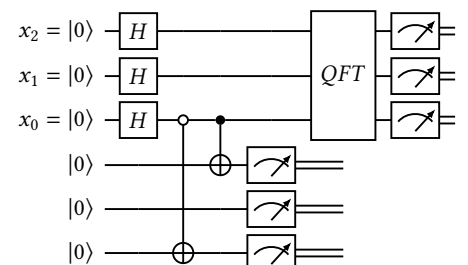 x₂ = |0⟩ H
x₁ = |0⟩ H QFT
x₀ = |0⟩ H
|0⟩
|0⟩
|0⟩